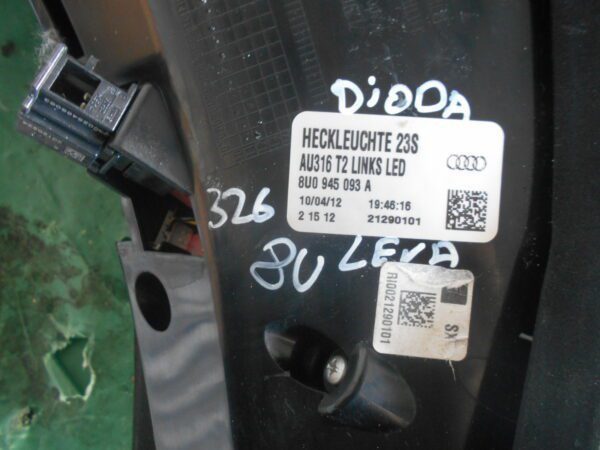 DiODA
HECKLEUCHTE 23S
AU316 T2 LINKS LED
8U0 945 093 A
10/04/12 19:46:16
2 15 12 21290101
326
8U LEVA
RI0021290101
SX